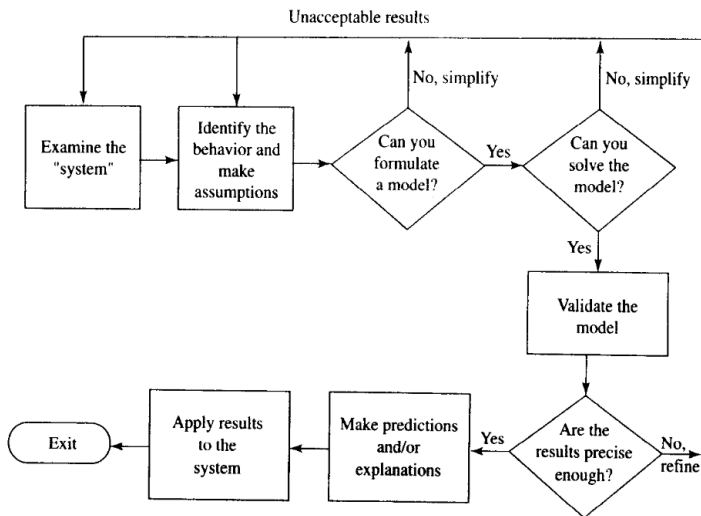 Unacceptable results
No, simplify
No, simplify
Examine the
"system"
Identify the
behavior and
make
assumptions
Can you
formulate
a model?
Yes
Can you
solve the
model?
Yes
Validate the
model
Exit
Apply results
to the
system
Make predictions
and/or
explanations
Yes
Are the
results precise
enough?
No,
refine